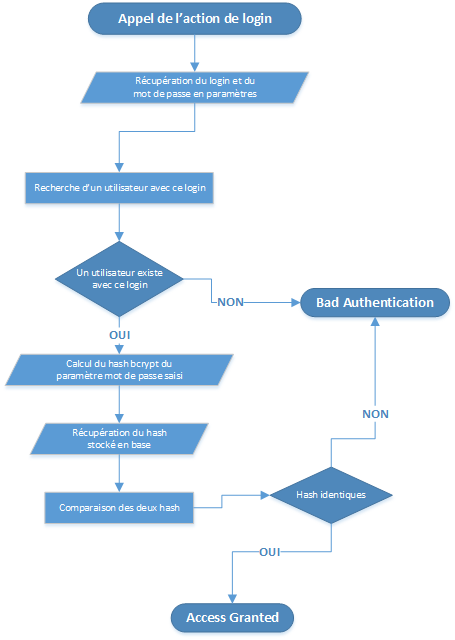 Appel de l'action de login
Récupération du login et du
mot de passe en paramètres
Recherche d'un utilisateur avec ce login
Un utilisateur existe
avec ce login
NON
Bad Authentication
OUI
Calcul du hash bcrypt du
paramètre mot de passe saisi
NON
Récupération du hash
stocké en base
Hash identiques
Comparaison des deux hash
OUI
Access Granted